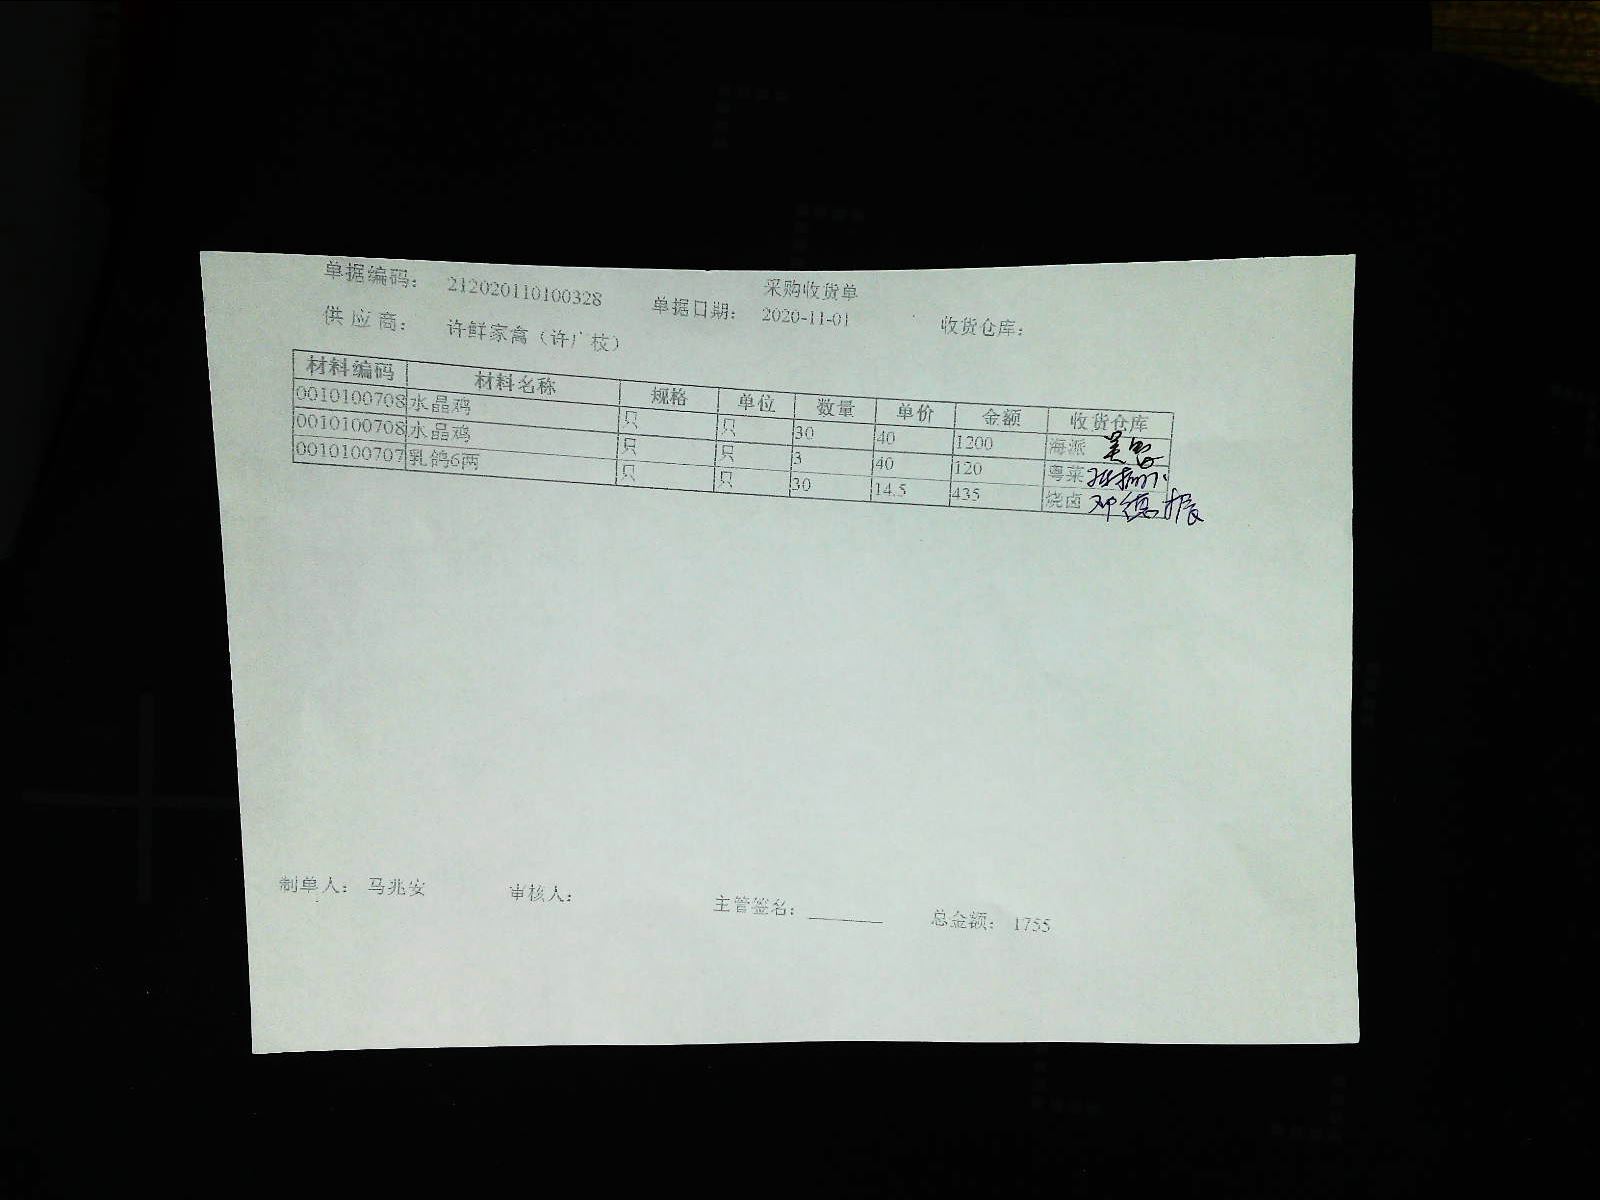 采购收货单
单据编码： 212020110100328 单据日期： 2020-11-01 收货仓库：
供 应 商： 许鲜家禽（许广枝）
材料编码 材料名称 规格 单位 数量 单价 金额 收货仓库
0010100708 水晶鸡 只 只 30 40 1200 海派
0010100708 水晶鸡 只 只 3 40 120 粤菜
0010100707 乳鸽6两 只 只 30 14.5 435 烧卤 邓德振
制单人： 马兆安 审核人： 主管签名： 总金额： 1755